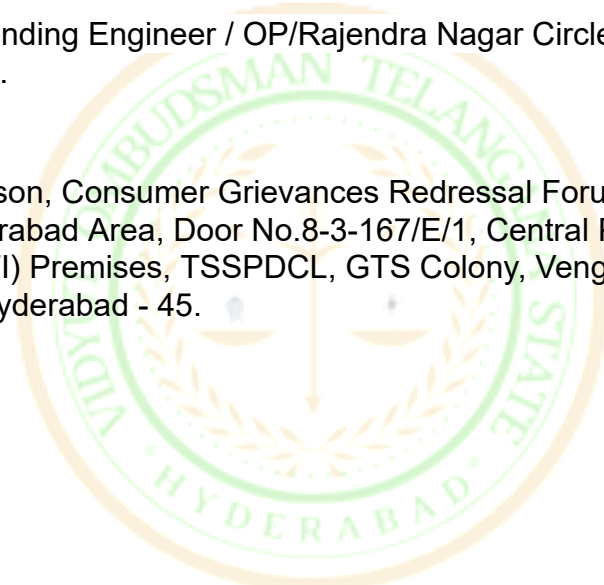 nding Engineer / OP/Rajendra Nagar Circle
.
son, Consumer Grievances Redressal Foru
rabad Area, Door No.8-3-167/E/1, Central
I) Premises, TSSPDCL, GTS Colony, Veng
yderabad - 45.
VIDYUT OMBUDSMAN TELANGANA STATE
HYDERABAD